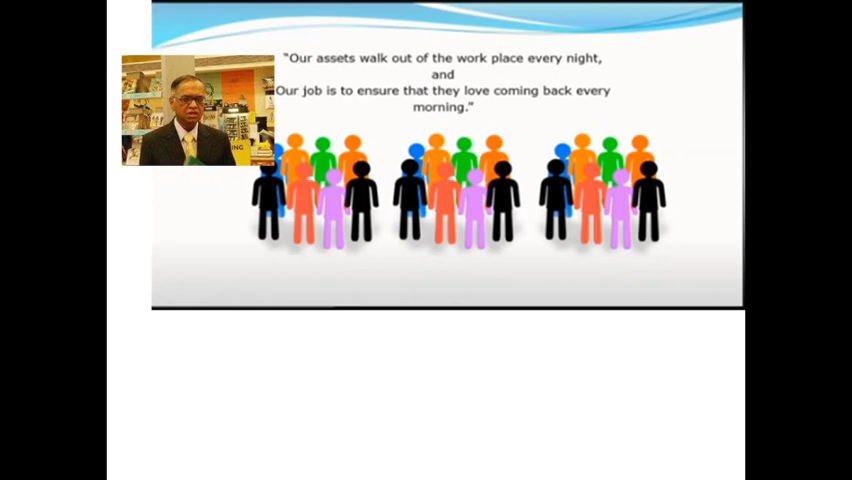 “Our assets walk out of the work place every night,
and
Our job is to ensure that they love coming back every
morning.”